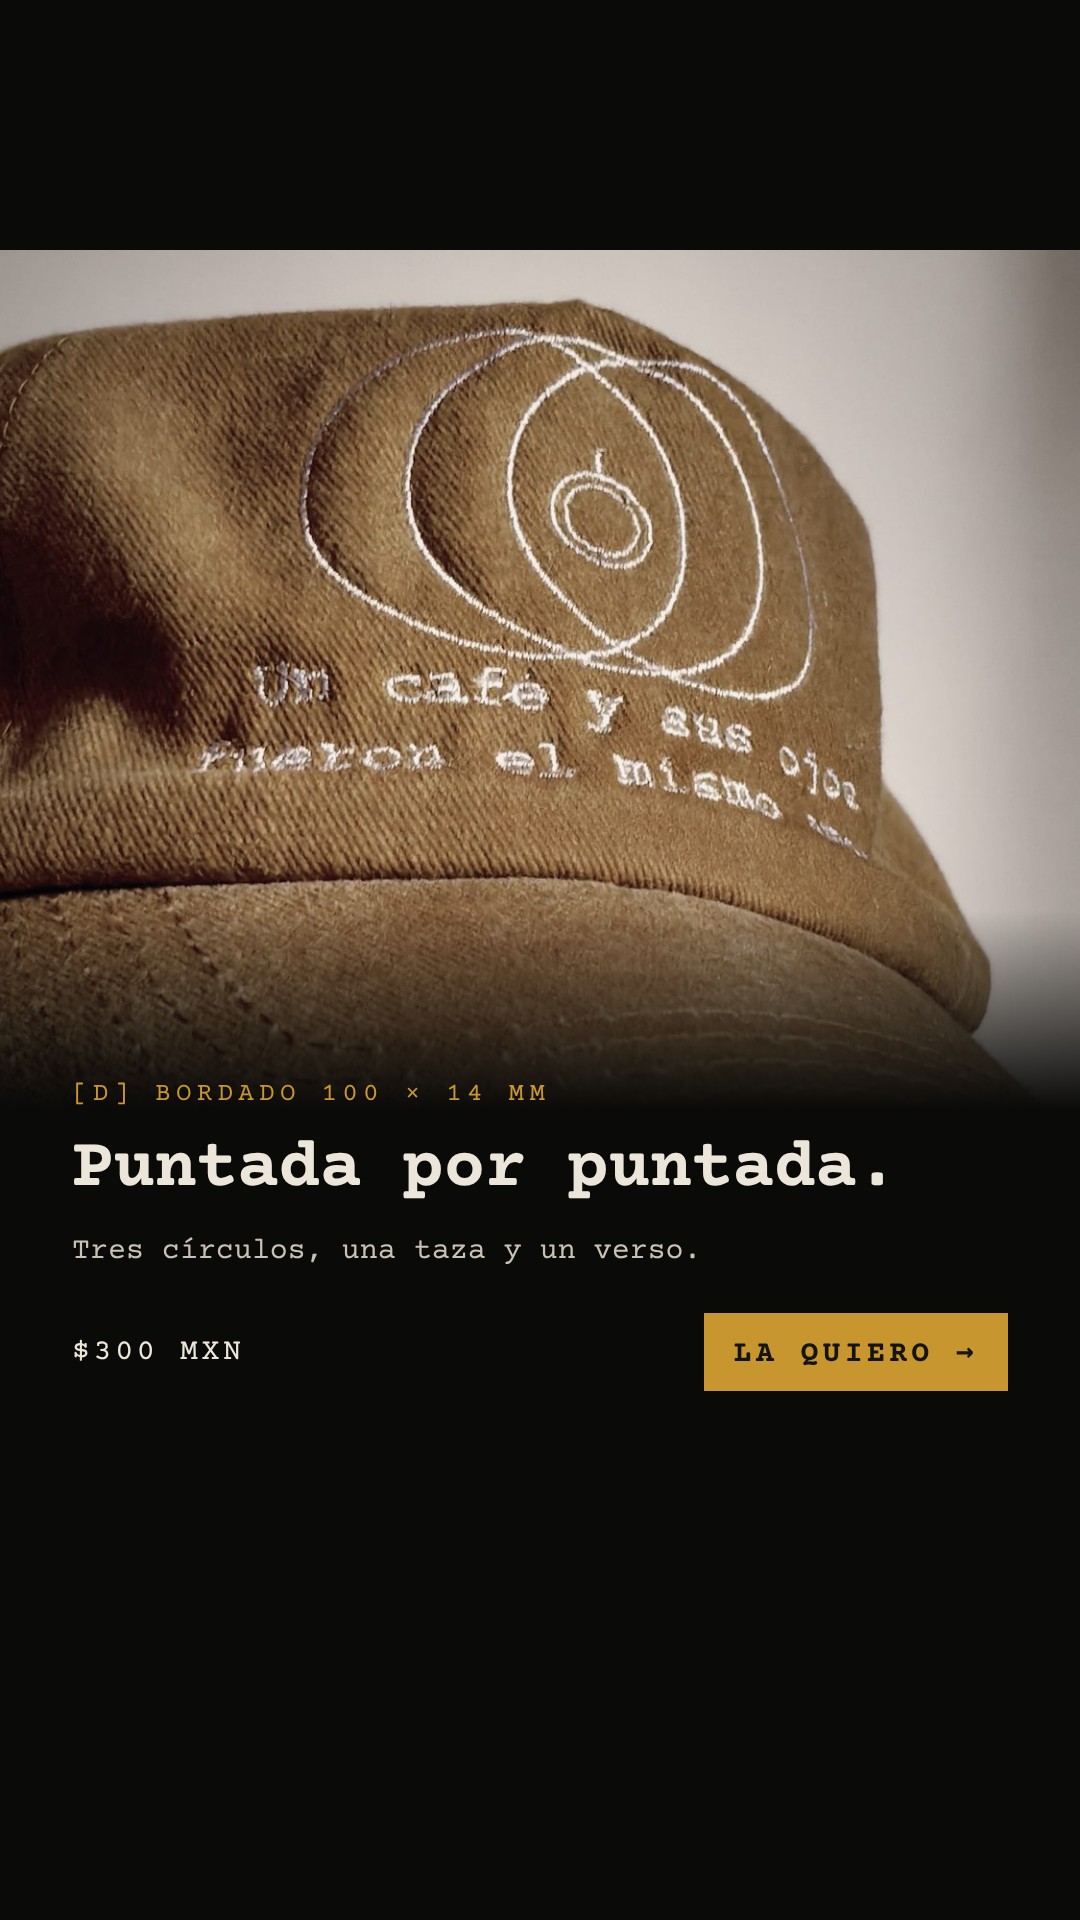 Un café y sus ojos
fueron el mismo
[D] BORDADO 100 × 14 MM
Puntada por puntada.
Tres círculos, una taza y un verso.
$300 MXN
LA QUIERO →